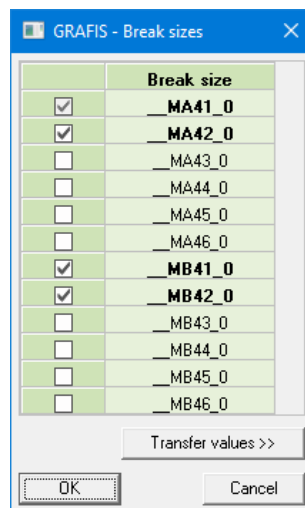 GRAFIS - Break sizes
Break size
__MA41_0
__MA42_0
__MA43_0
__MA44_0
__MA45_0
__MA46_0
__MB41_0
__MB42_0
__MB43_0
__MB44_0
__MB45_0
__MB46_0
Transfer values >>
OK Cancel